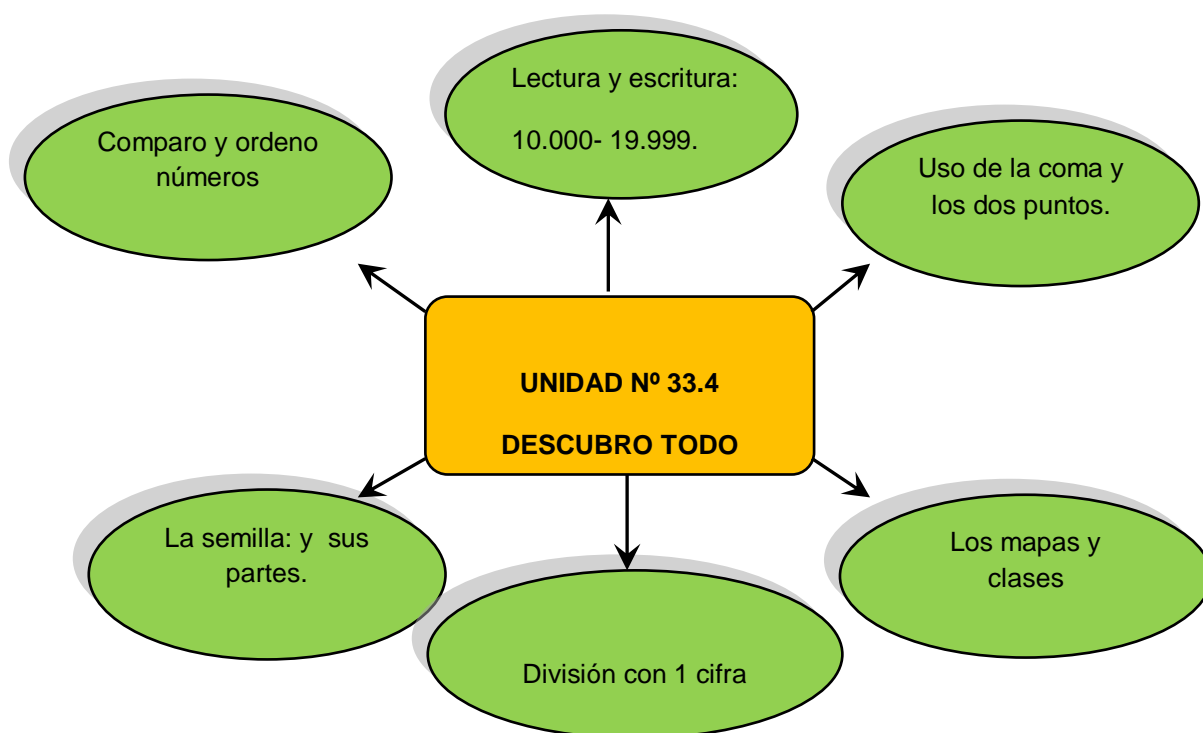 Lectura y escritura:
10.000- 19.999.
Comparo y ordeno
números
Uso de la coma y
los dos puntos.
UNIDAD Nº 33.4
DESCUBRO TODO
La semilla: y  sus
partes.
Los mapas y
clases
División con 1 cifra